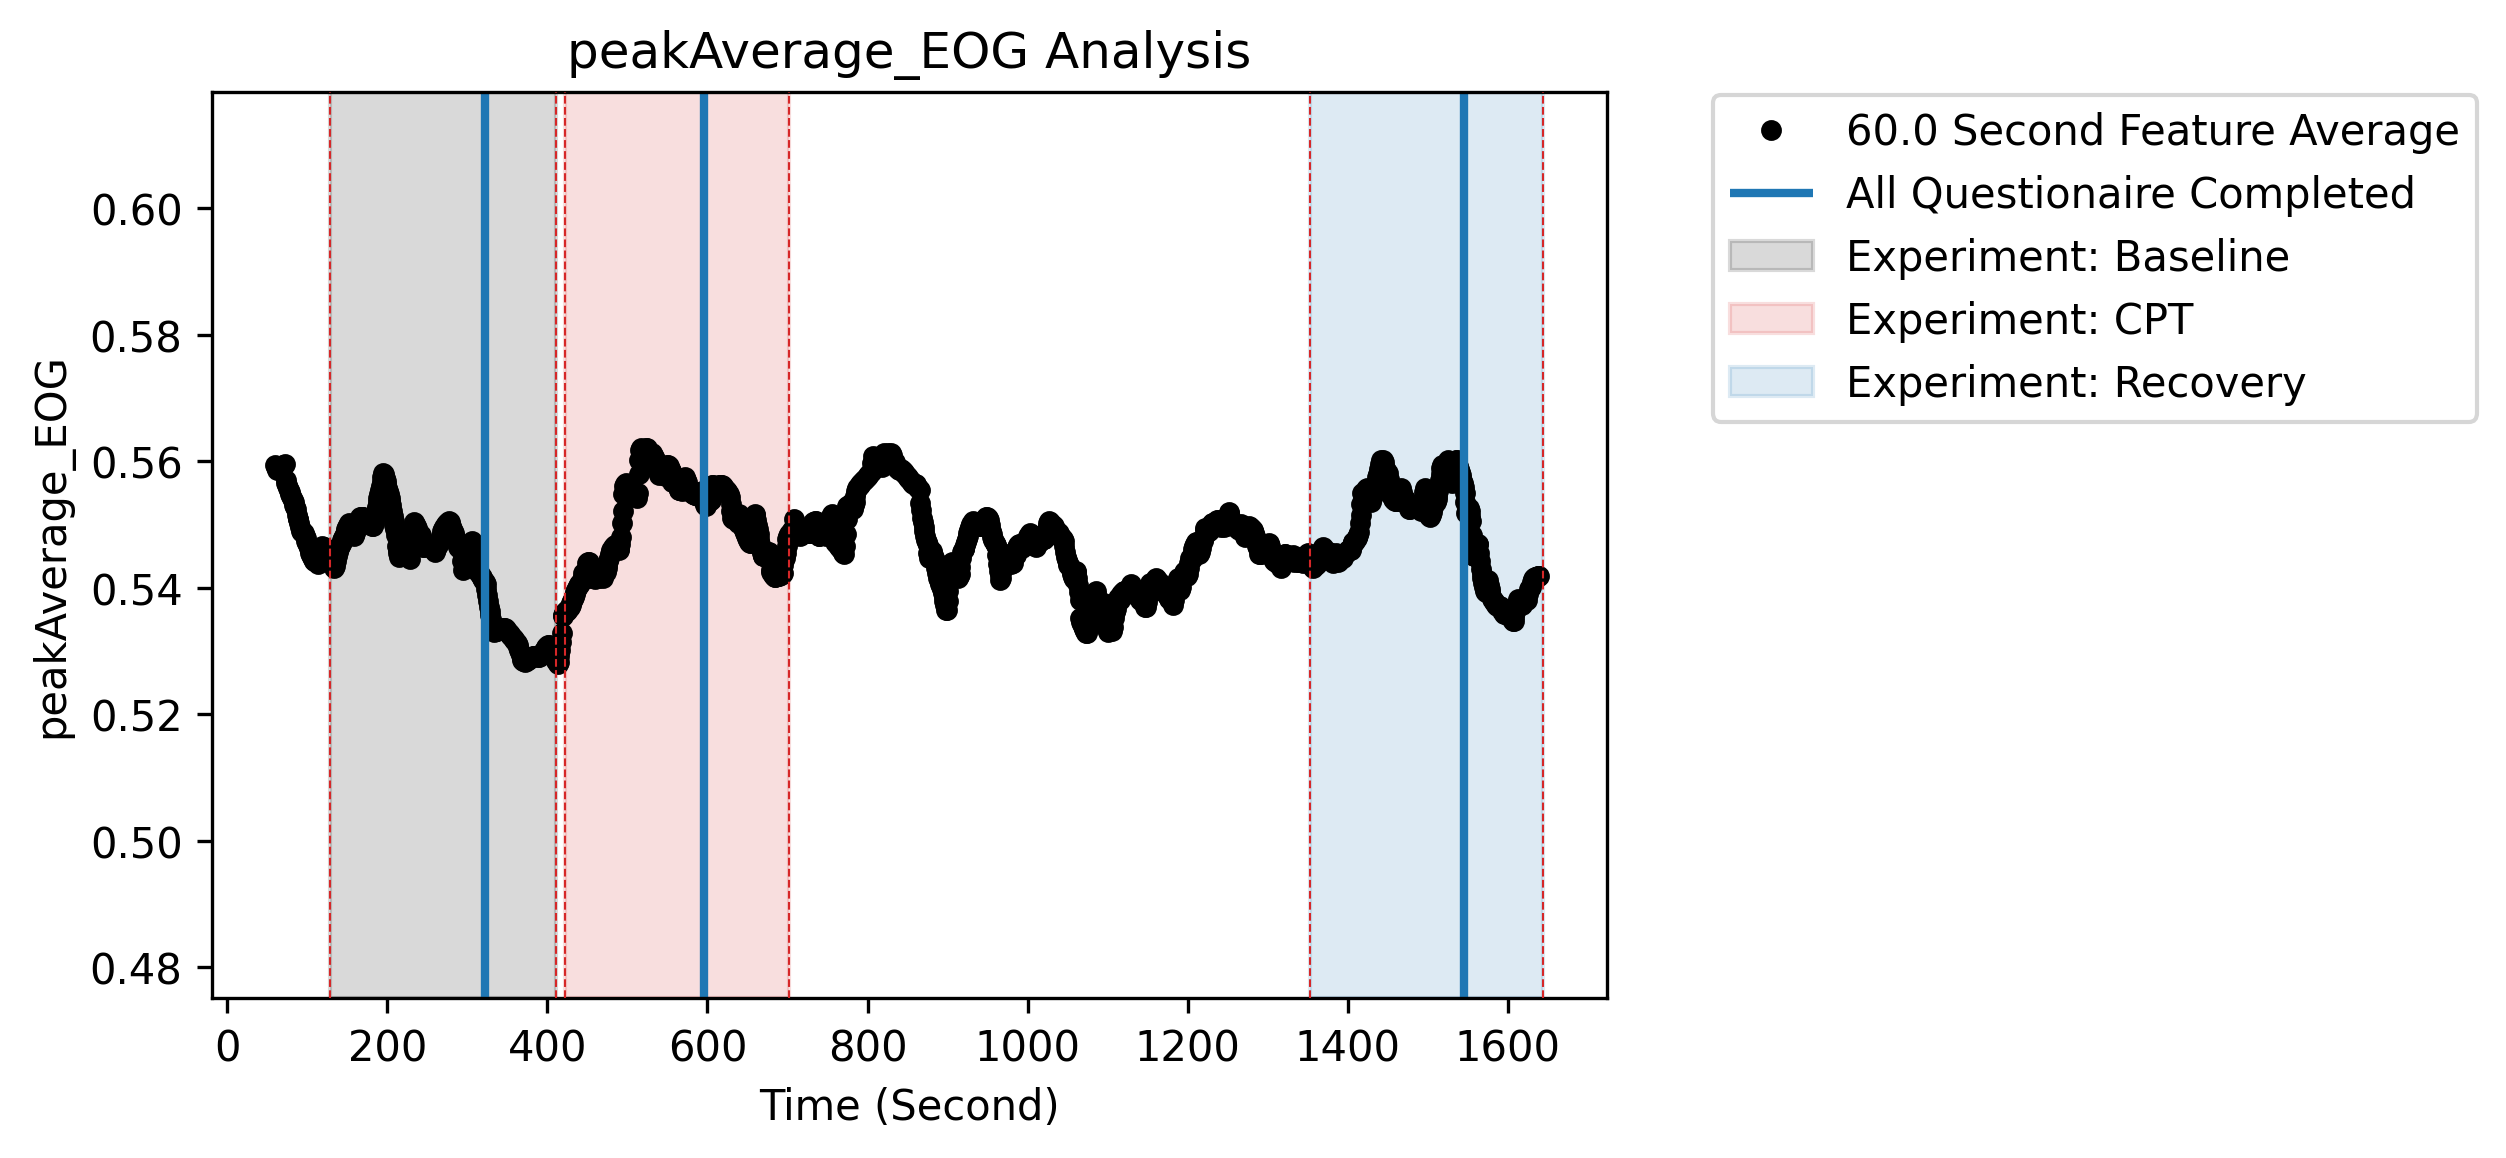 peakAverage_EOG Analysis
peakAverage_EOG
0.60
0.58
0.56
0.54
0.52
0.50
0.48
0 200 400 600 800 1000 1200 1400 1600
Time (Second)
60.0 Second Feature Average
All Questionaire Completed
Experiment: Baseline
Experiment: CPT
Experiment: Recovery